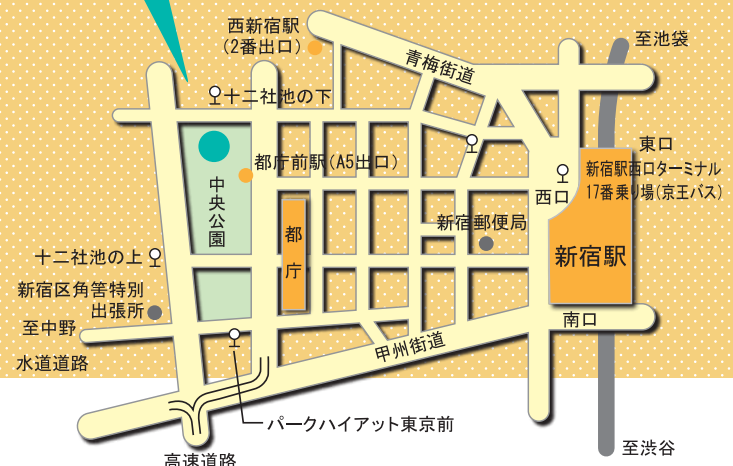 西新宿駅
(2番出口)
至池袋
青梅街道
十二社池の下
東口
都庁前駅(A5出口)
新宿駅西口ターミナル
17番乗り場(京王バス)
西口
中央公園
新宿郵便局
都庁
新宿駅
十二社池の上
新宿区角筈特別
出張所
至中野
南口
甲州街道
水道道路
パークハイアット東京前
至渋谷
高速道路